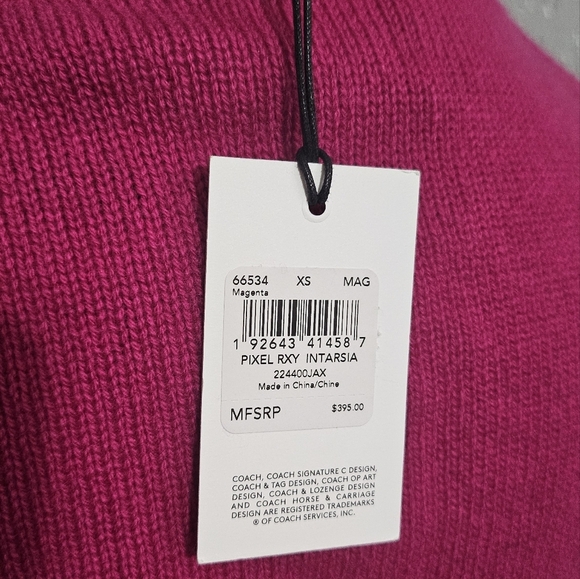 66534 XS MAG
Magenta
1 92643 41458 7
PIXEL RXY INTARSIA
224400JAX
Made in China/Chine
MFSRP $395.00
COACH, COACH SIGNATURE C DESIGN,
COACH & TAG DESIGN, COACH OP ART
DESIGN, COACH & LOZENGE DESIGN
AND COACH HORSE & CARRIAGE
DESIGN ARE REGISTERED TRADEMARKS
® OF COACH SERVICES, INC.